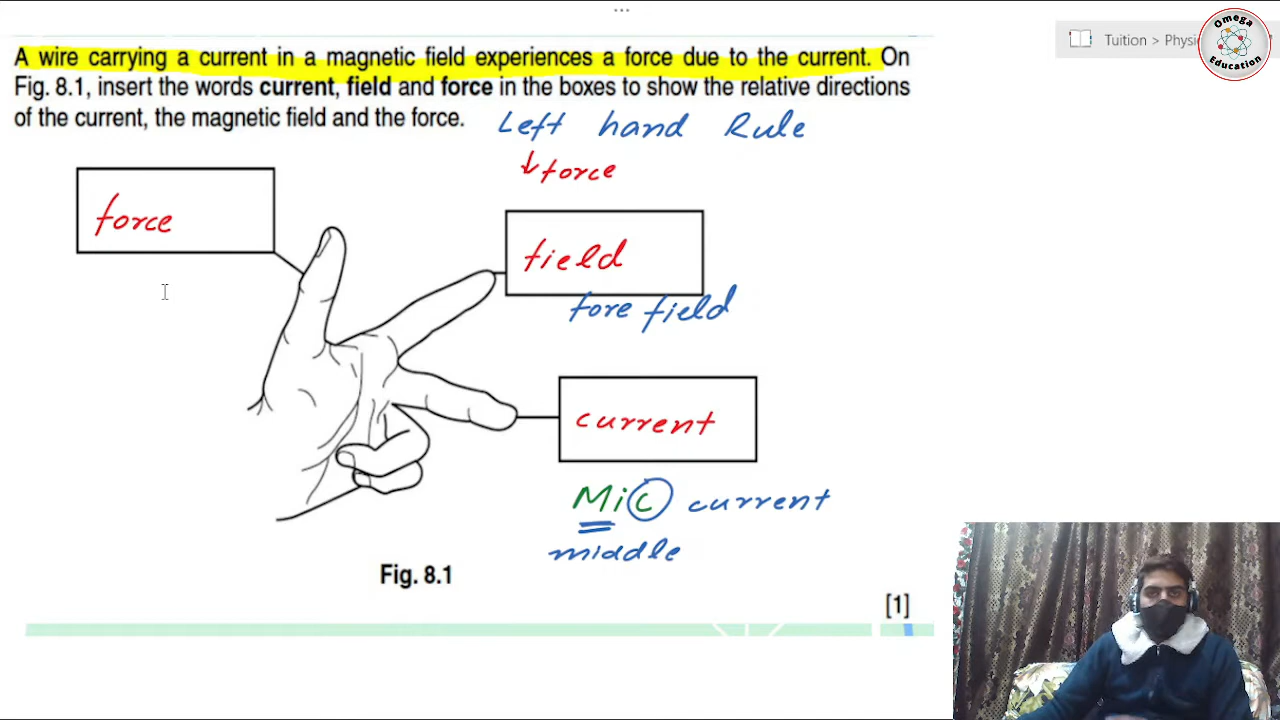 ...
Omega
Education
Tuition > Physi
A wire carrying a current in a magnetic field experiences a force due to the current. On
Fig. 8.1, insert the words current, field and force in the boxes to show the relative directions
of the current, the magnetic field and the force.
Left hand Rule
↓ force
force
field
fore field
current
Mic current
middle
Fig. 8.1
[1]